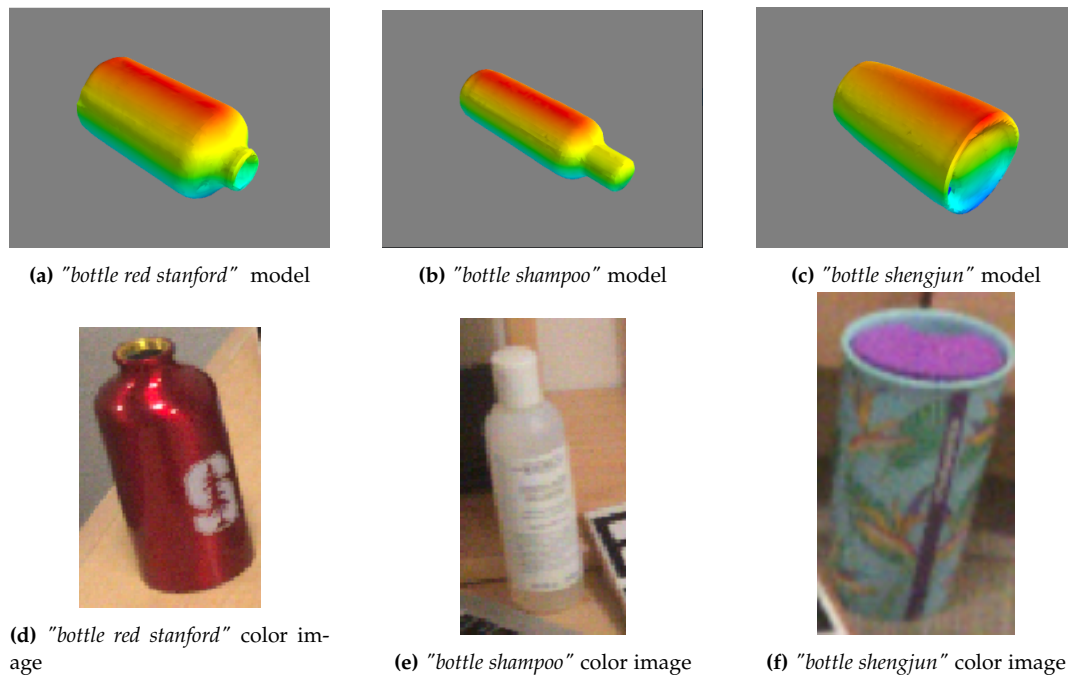 (a) "bottle red stanford" model
(b) "bottle shampoo" model
(c) "bottle shengjun" model
S
(d) "bottle red stanford" color im-
age
(e) "bottle shampoo" color image
(f) "bottle shengjun" color image